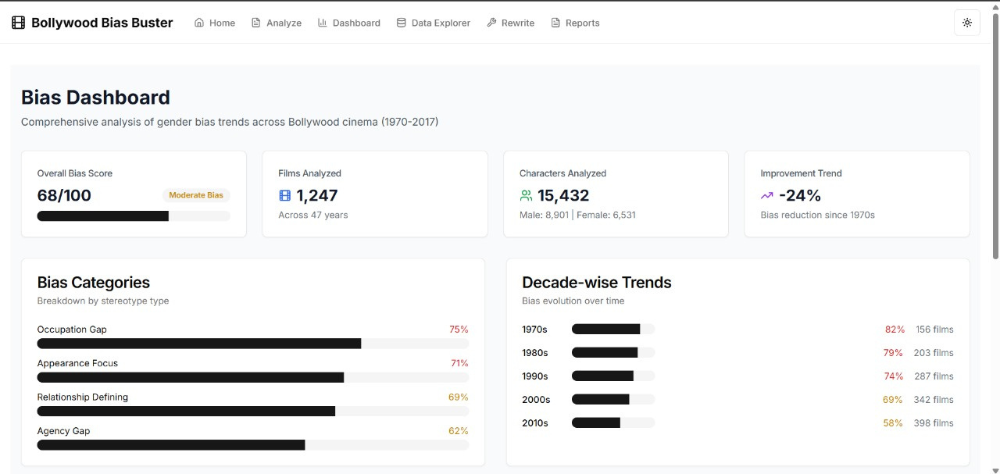 Bollywood Bias Buster Home Analyze Dashboard Data Explorer Rewrite Reports
Bias Dashboard
Comprehensive analysis of gender bias trends across Bollywood cinema (1970-2017)
Overall Bias Score
68/100 Moderate Bias
Films Analyzed
1,247
Across 47 years
Characters Analyzed
15,432
Male: 8,901 | Female: 6,531
Improvement Trend
-24%
Bias reduction since 1970s
Bias Categories
Breakdown by stereotype type
Occupation Gap 75%
Appearance Focus 71%
Relationship Defining 69%
Agency Gap 62%
Decade-wise Trends
Bias evolution over time
1970s 82% 156 films
1980s 79% 203 films
1990s 74% 287 films
2000s 69% 342 films
2010s 58% 398 films